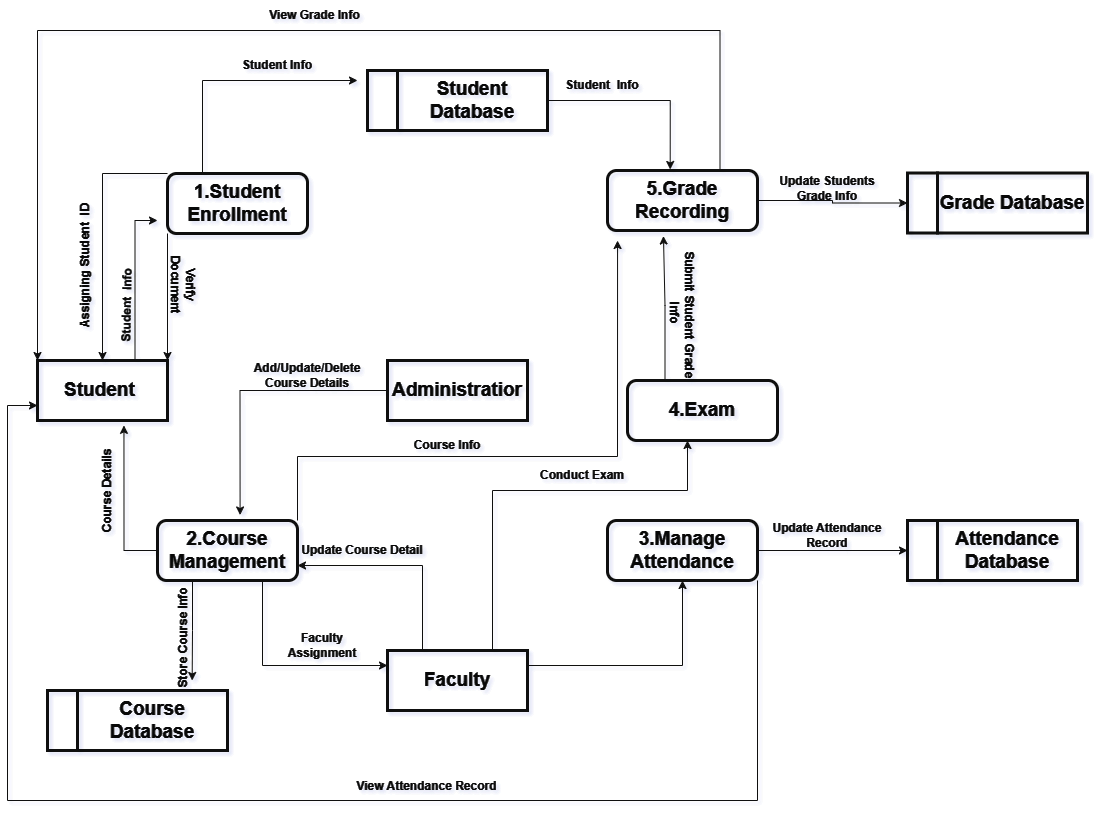 View Grade Info
Student Info
Student
Database
Student  Info
1.Student
Enrollment
5.Grade
Recording
Update Students
Grade Info
Grade Database
Assigning Student  ID
Student  Info
Verify
Document
Submit Student Grade
Info
Student
Add/Update/Delete
Course Details
Administratior
4.Exam
Course Info
Conduct Exam
Course Details
2.Course
Management
Update Course Detail
3.Manage
Attendance
Update Attendance
Record
Attendance
Database
Store Course Info
Faculty
Assignment
Faculty
Course
Database
View Attendance Record